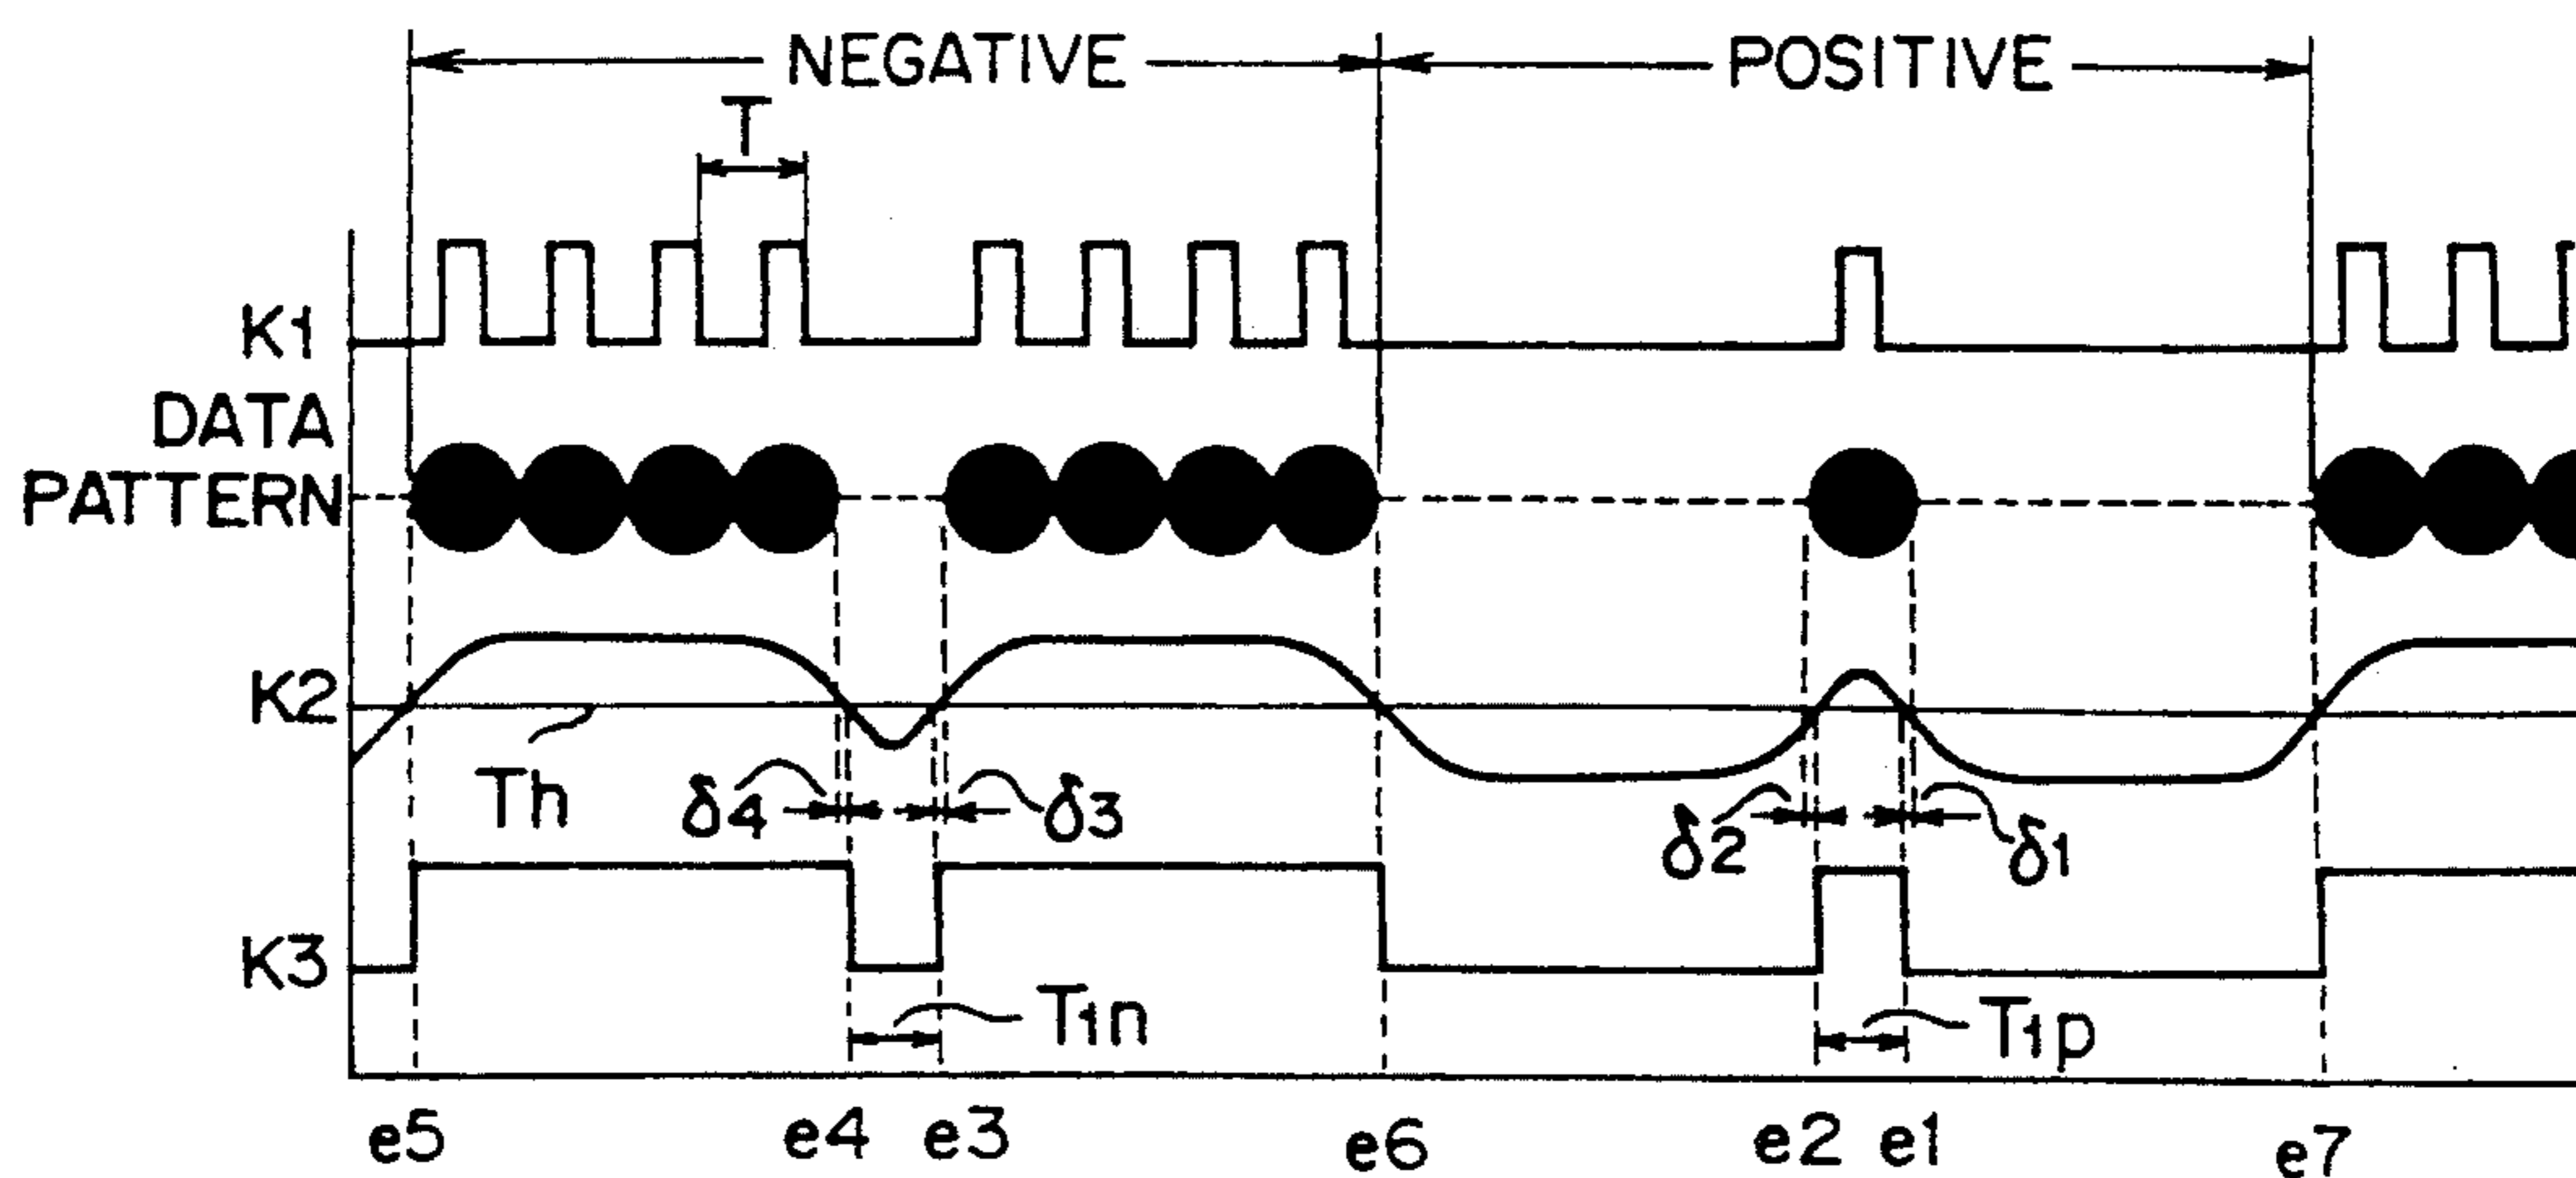 NEGATIVE POSITIVE
T
K1
DATA
PATTERN
K2
Th
δ4 δ3 δ2 δ1
K3
T1n T1p
e5 e4 e3 e6 e2 e1 e7